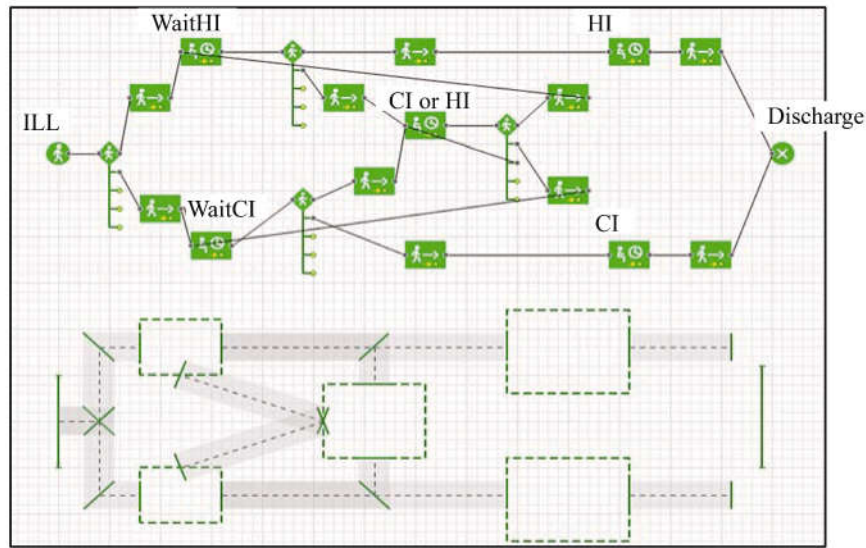 WaitHI
HI
CI or HI
ILL
Discharge
WaitCI
CI